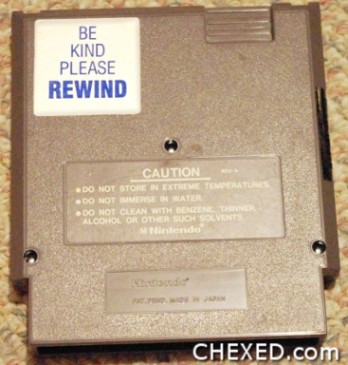 BE
KIND
PLEASE
REWIND
CAUTION
REV-A
• DO NOT STORE IN EXTREME TEMPERATURES.
• DO NOT IMMERSE IN WATER.
• DO NOT CLEAN WITH BENZENE, THINNER,
ALCOHOL OR OTHER SUCH SOLVENTS.
Nintendo®
Nintendo®
PAT. PEND. MADE IN JAPAN
CHEXED.com